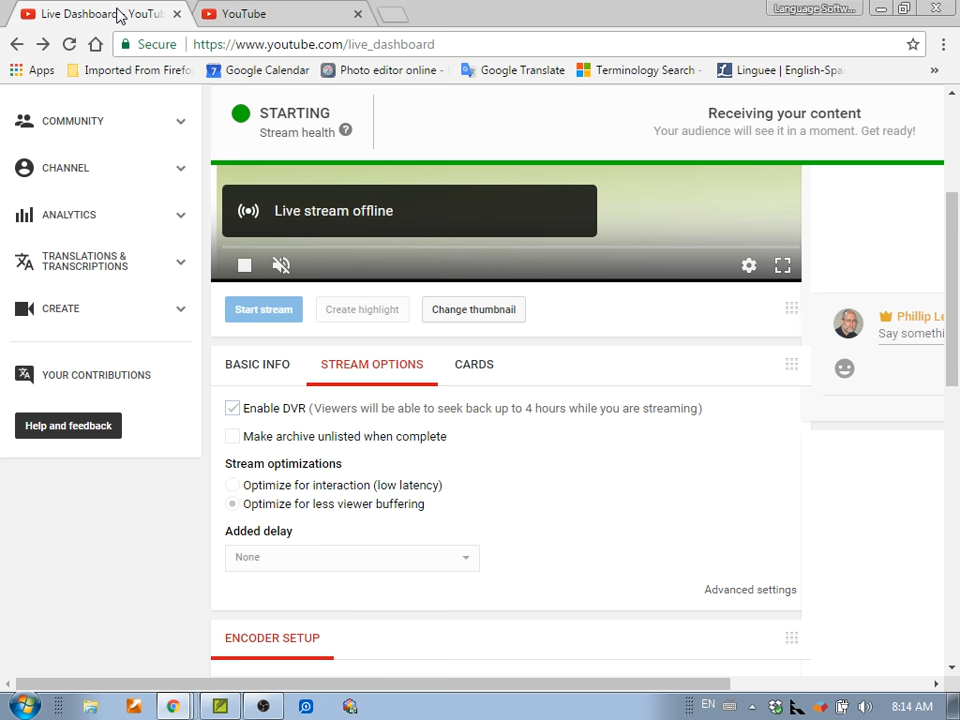 Live Dashboard YouTub
YouTube
Language Softw...
Secure https://www.youtube.com/live_dashboard
Apps
Imported From Firefo
7 Google Calendar
Photo editor online -
Google Translate
Terminology Search -
Linguee | English-Spa
»
COMMUNITY
CHANNEL
ANALYTICS
TRANSLATIONS &
TRANSCRIPTIONS
CREATE
YOUR CONTRIBUTIONS
Help and feedback
STARTING
Stream health ?
Receiving your content
Your audience will see it in a moment. Get ready!
Live stream offline
Start stream
Create highlight
Change thumbnail
Phillip Le
Say somethi
BASIC INFO
STREAM OPTIONS
CARDS
Enable DVR (Viewers will be able to seek back up to 4 hours while you are streaming)
Make archive unlisted when complete
Stream optimizations
Optimize for interaction (low latency)
Optimize for less viewer buffering
Added delay
None
Advanced settings
ENCODER SETUP
EN
8:14 AM